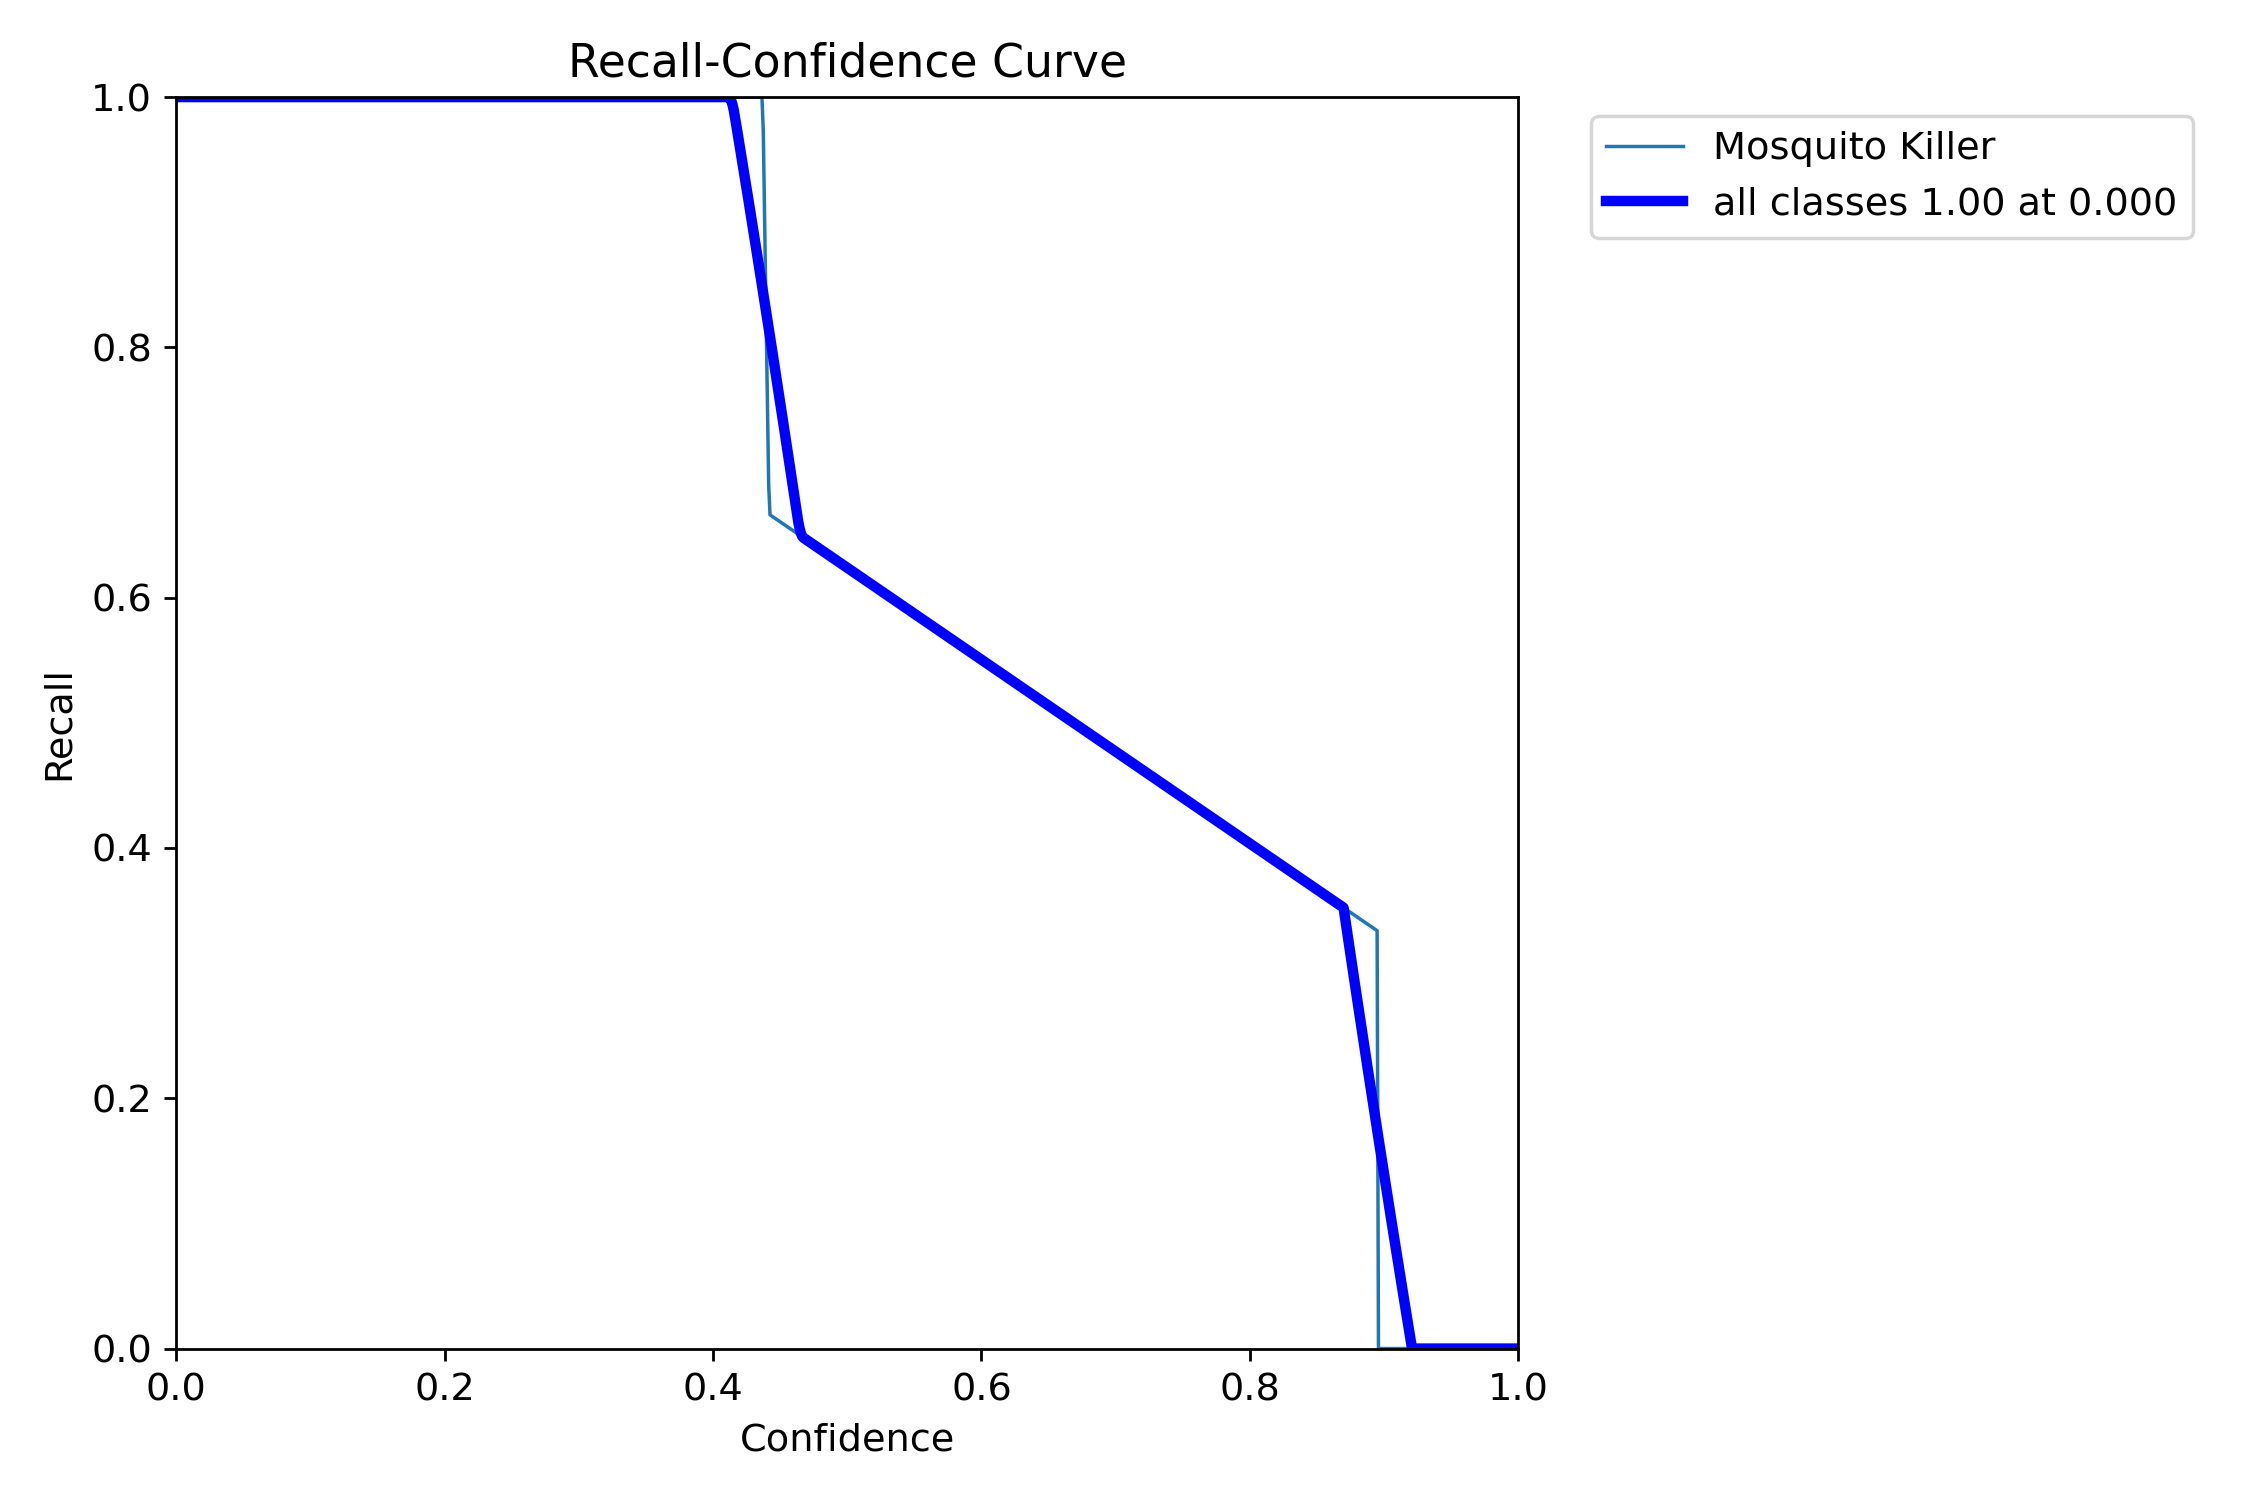 Recall-Confidence Curve
1.0
0.8
0.6
0.4
0.2
0.0
Recall
0.0 0.2 0.4 0.6 0.8 1.0
Confidence
Mosquito Killer
all classes 1.00 at 0.000